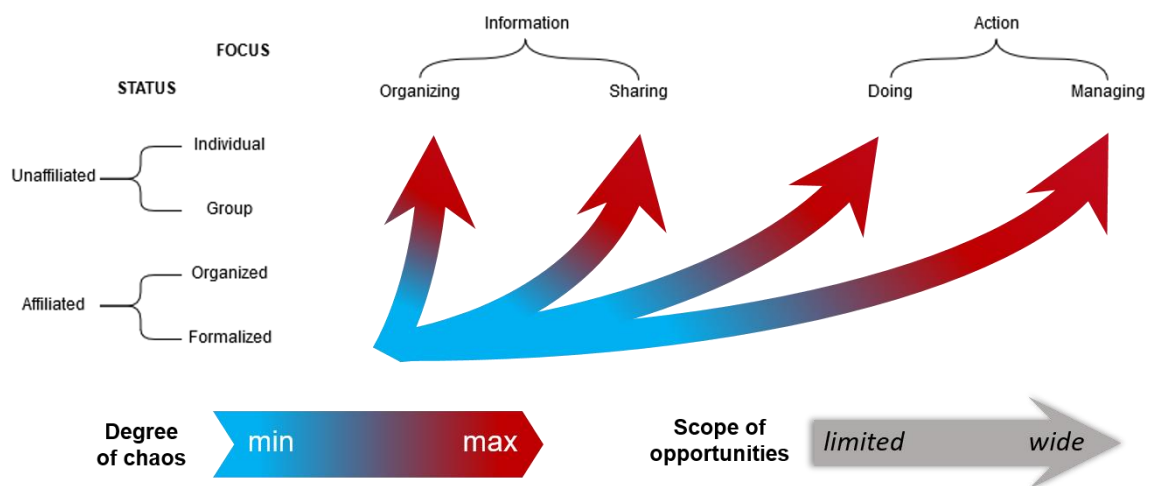 Information
Action
FOCUS
STATUS
Organizing
Sharing
Doing
Managing
Individual
Unaffiliated
Group
Organized
Affiliated
Formalized
Degree
of chaos
min
max
Scope of
opportunities
limited
wide